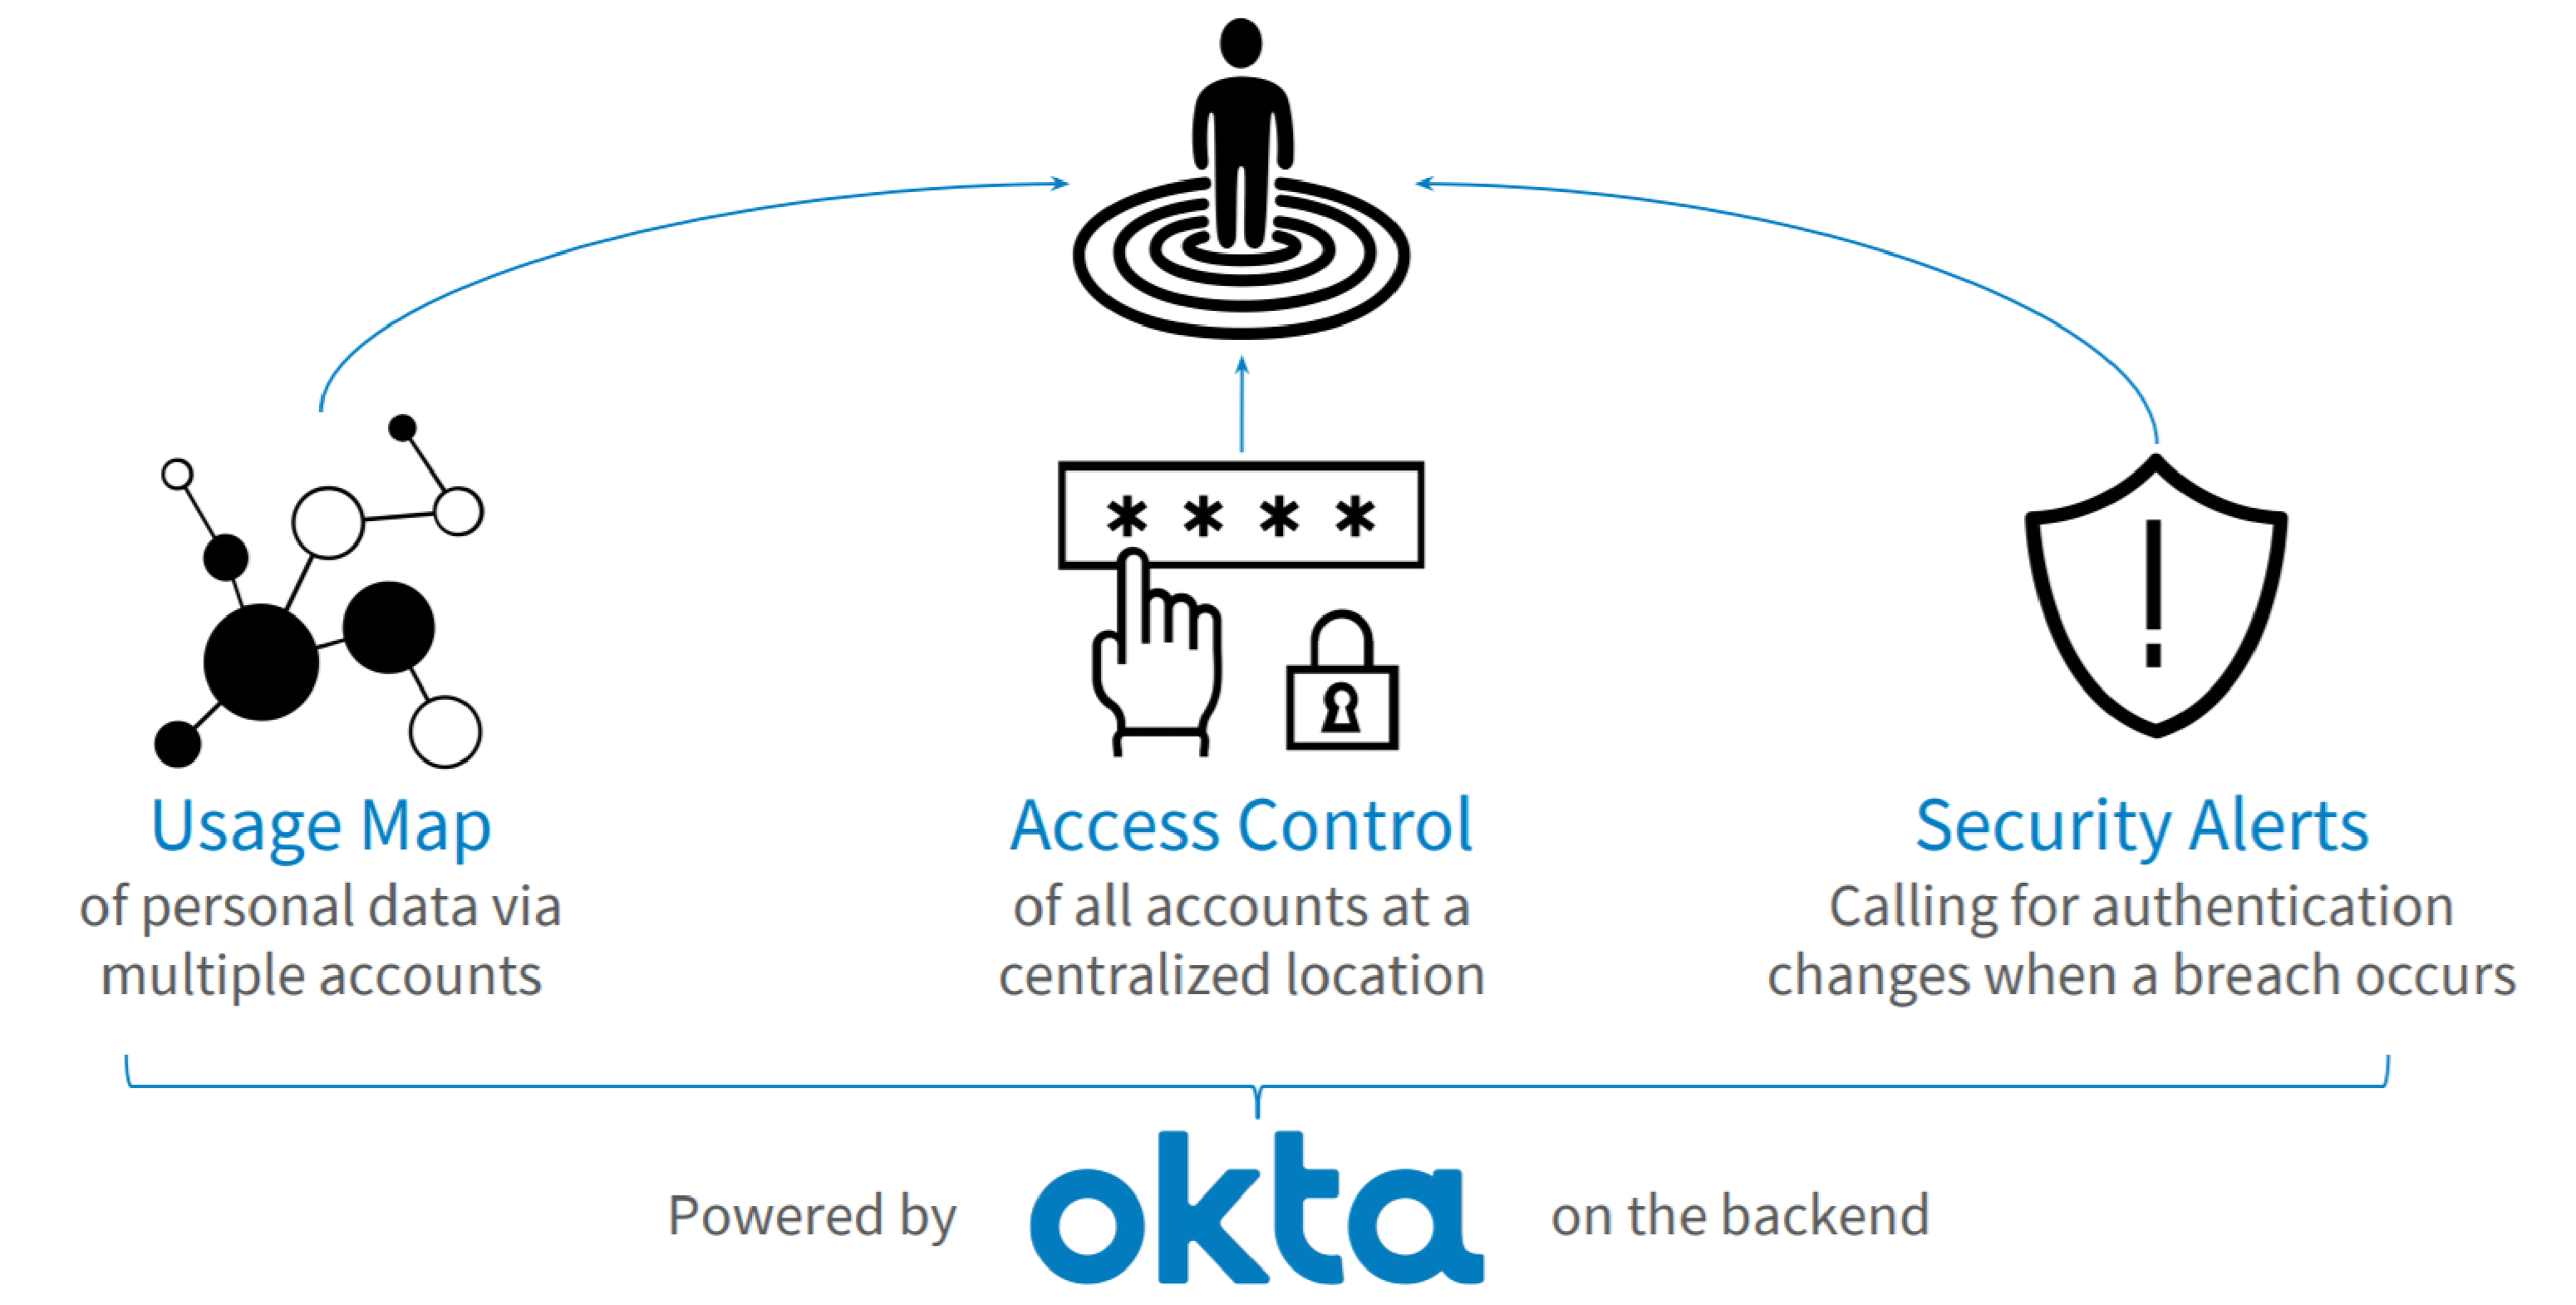 * * * *
Usage Map
of personal data via
multiple accounts
Access Control
of all accounts at a
centralized location
Security Alerts
Calling for authentication
changes when a breach occurs
Powered by okta on the backend